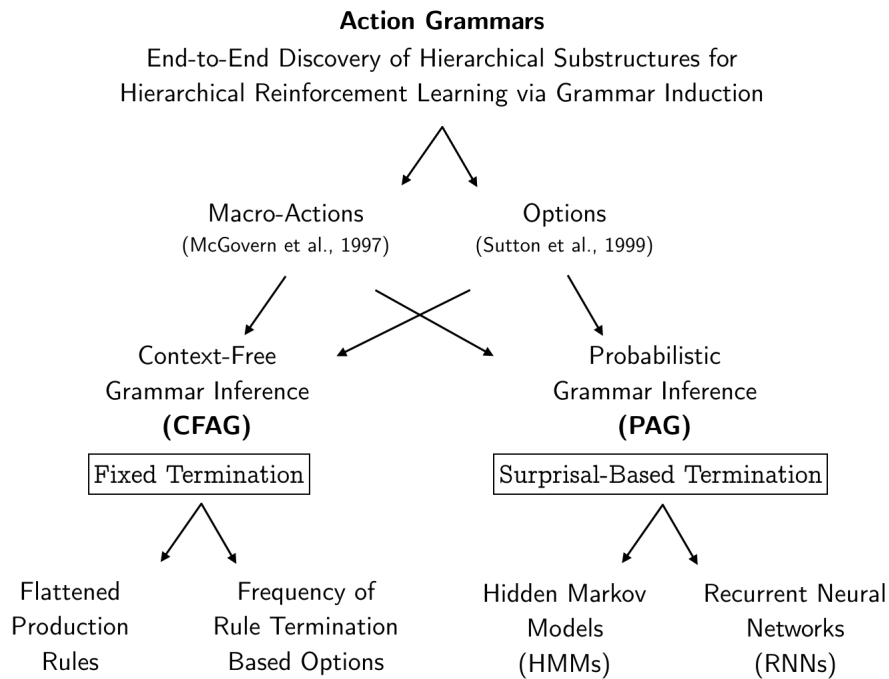 Action Grammars
End-to-End Discovery of Hierarchical Substructures for
Hierarchical Reinforcement Learning via Grammar Induction
Macro-Actions
(McGovern et al., 1997)
Options
(Sutton et al., 1999)
Context-Free
Grammar Inference
(CFAG)
Fixed Termination
Probabilistic
Grammar Inference
(PAG)
Surprisal-Based Termination
Flattened
Production
Rules
Frequency of
Rule Termination
Based Options
Hidden Markov
Models
(HMMs)
Recurrent Neural
Networks
(RNNs)